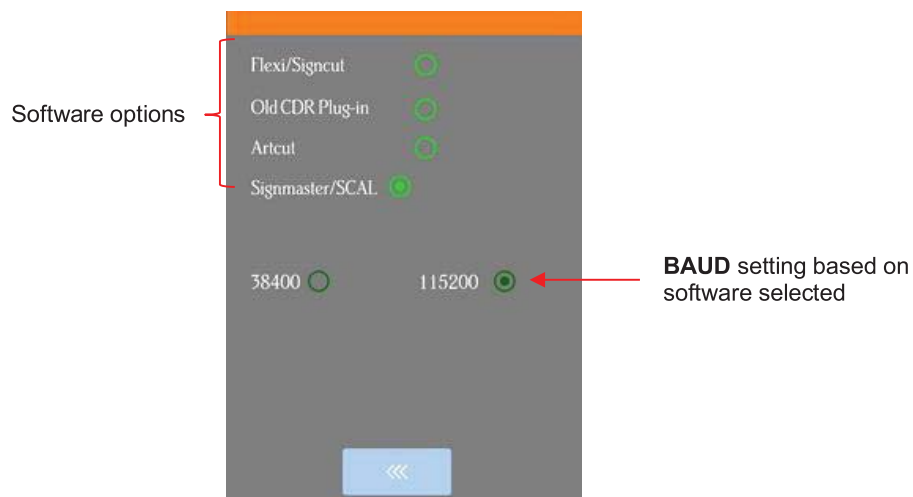 Flexi/Signcut
Old CDR Plug-in
Software options
Artcut
Signmaster/SCAL
38400
115200
BAUD setting based on
software selected